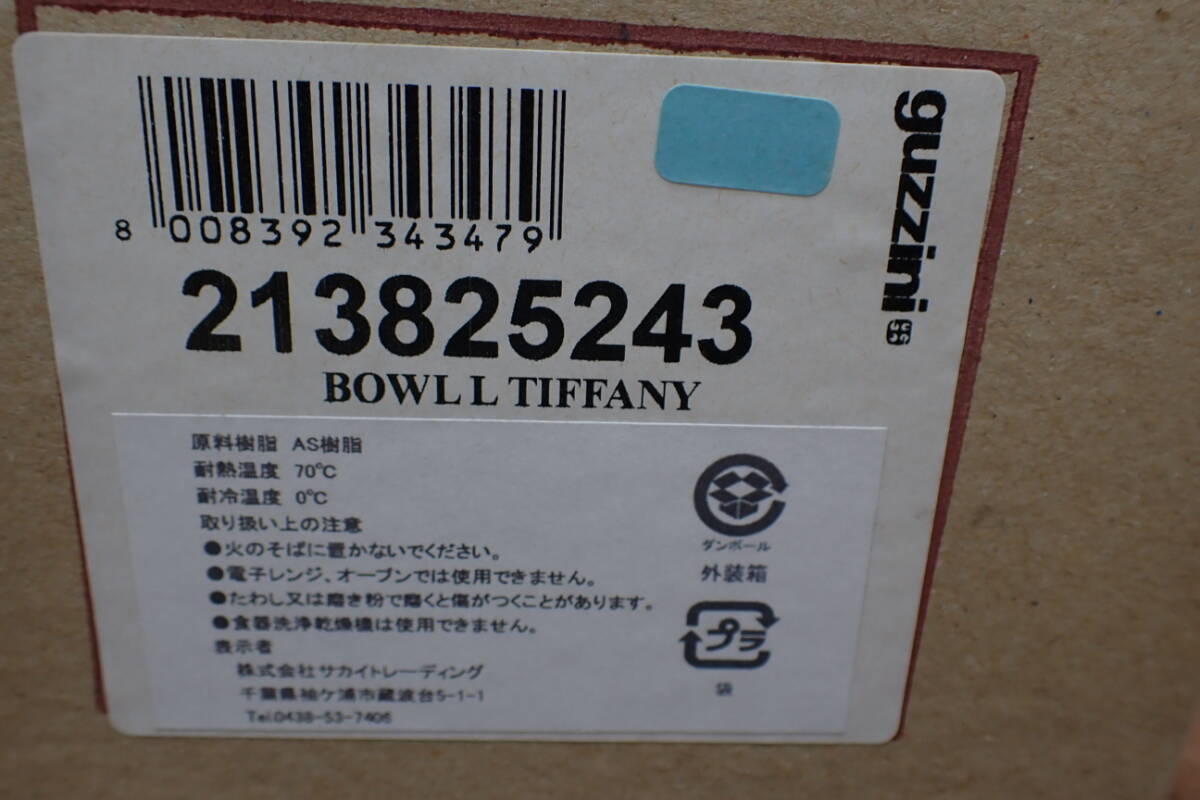 8 008392 343479
guzzini
213825243
BOWL L TIFFANY
原料樹脂 AS樹脂
耐熱温度 70℃
耐冷温度 0℃
取り扱い上の注意
●火のそばに置かないでください。
●電子レンジ、オーブンでは使用できません。
●たわし又は磨き粉で磨くと傷がつくことがあります。
●食器洗浄乾燥機は使用できません。
表示者
株式会社サカイトレーディング
千葉県袖ケ浦市蔵波台5-1-1
Tel.0438-53-7406
ダンボール
外装箱
プラ
袋